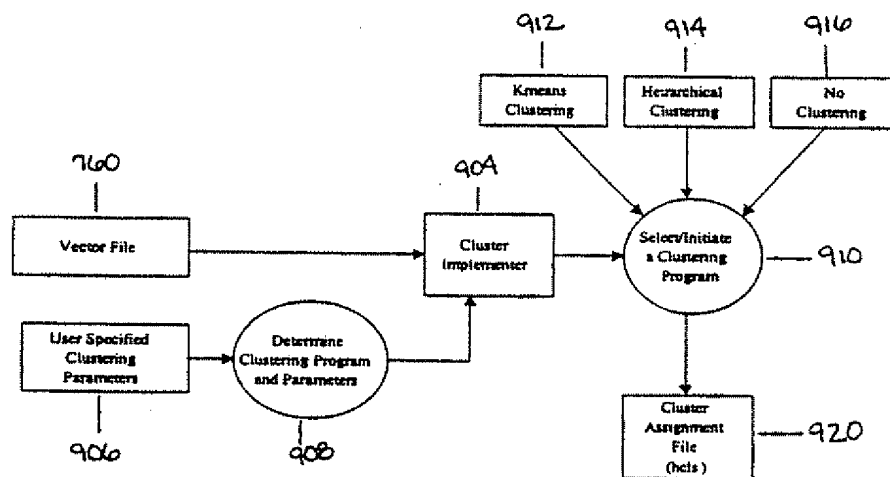 912
914
916
Kmeans
Clustering
Heirarchical
Clustering
No
Clustering
760
904
Vector File
Cluster
Implementer
Select/Initiate
a Clustering
Program
910
User Specified
Clustering
Parameters
Determine
Clustering Program
and Parameters
906
908
Cluster
Assignment
File
(hcls)
920